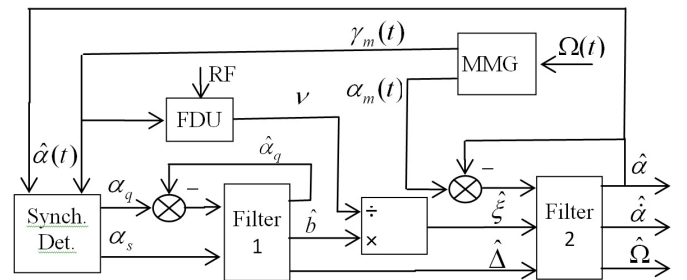 γ_m(t)
MMG
Ω(t)
RF
ν
α_m(t)
FDU
α̂(t)
α̂_q
−
α̂
α_q
−
Synch.
Det.
Filter
1
b̂
÷
×
ξ̂
Filter
2
α̇̂
α_s
Δ̂
Ω̂